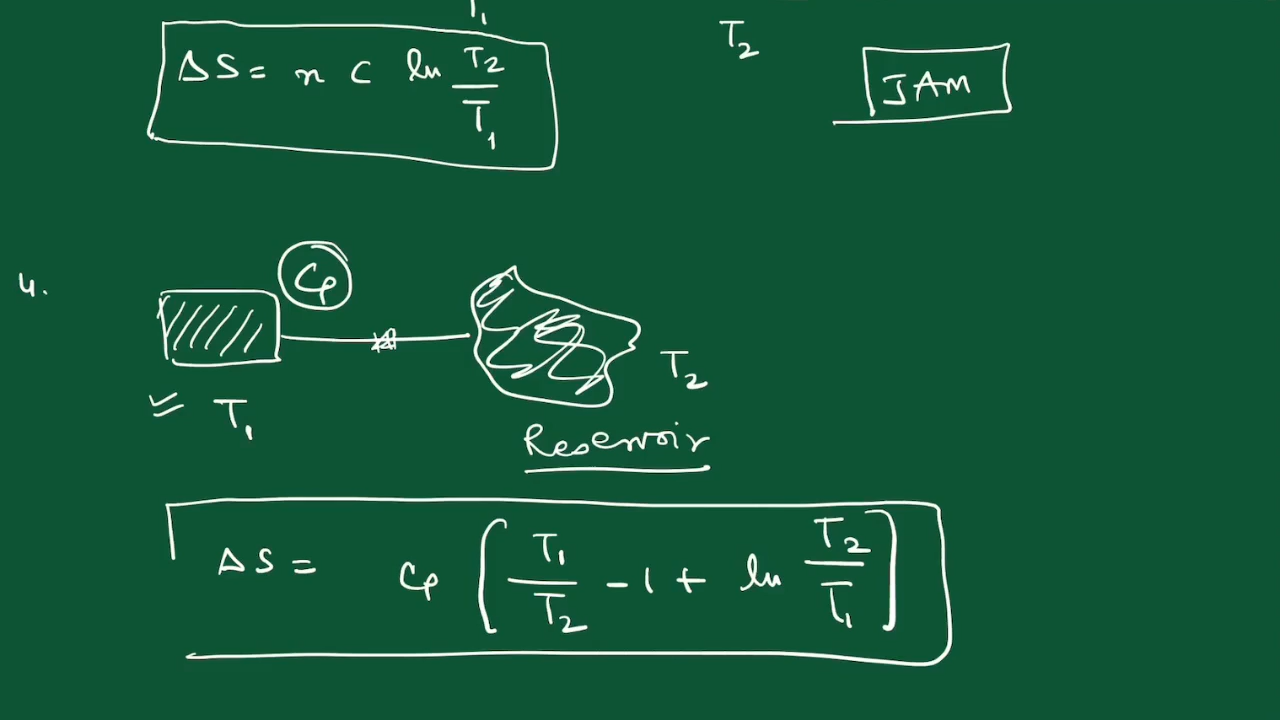 T₁
T₂
ΔS = n C ln T₂/T₁
JAM
4.
Cp
T₂
T₁
Reservoir
ΔS = Cp [T₁/T₂ - 1 + ln T₂/T₁]